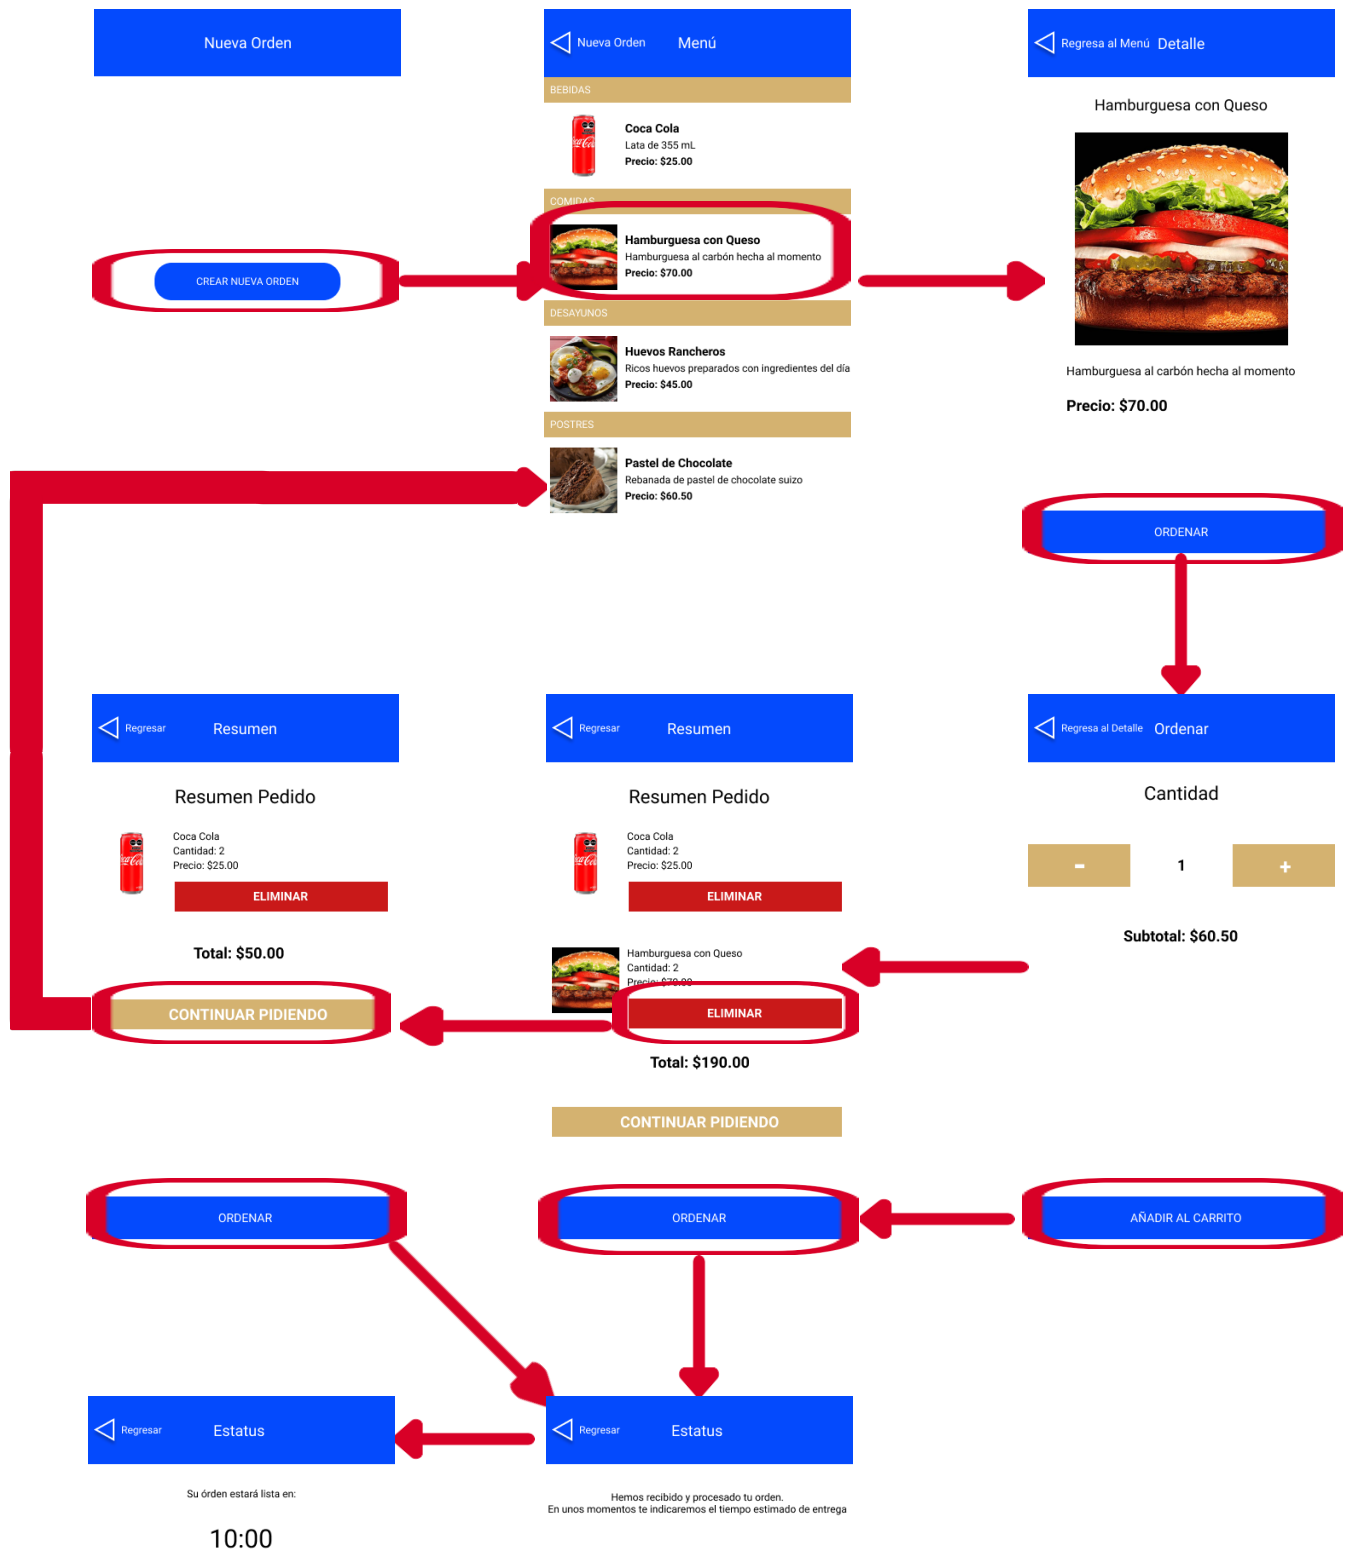 Nueva Orden
CREAR NUEVA ORDEN
Nueva Orden
Menú
BEBIDAS
Coca Cola
Lata de 355 mL
Precio: $25.00
COMIDAS
Hamburguesa con Queso
Hamburguesa al carbón hecha al momento
Precio: $70.00
DESAYUNOS
Huevos Rancheros
Ricos huevos preparados con ingredientes del día
Precio: $45.00
POSTRES
Pastel de Chocolate
Rebanada de pastel de chocolate suizo
Precio: $60.50
Regresa al Menú
Detalle
Hamburguesa con Queso
Hamburguesa al carbón hecha al momento
Precio: $70.00
ORDENAR
Regresar
Resumen
Resumen Pedido
Coca Cola
Cantidad: 2
Precio: $25.00
ELIMINAR
Total: $50.00
CONTINUAR PIDIENDO
ORDENAR
Regresar
Resumen
Resumen Pedido
Coca Cola
Cantidad: 2
Precio: $25.00
ELIMINAR
Hamburguesa con Queso
Cantidad: 2
Precio: $70.00
ELIMINAR
Total: $190.00
CONTINUAR PIDIENDO
ORDENAR
Regresa al Detalle
Ordenar
Cantidad
-
1
+
Subtotal: $60.50
AÑADIR AL CARRITO
Regresar
Estatus
Su órden estará lista en:
10:00
Regresar
Estatus
Hemos recibido y procesado tu orden.
En unos momentos te indicaremos el tiempo estimado de entrega